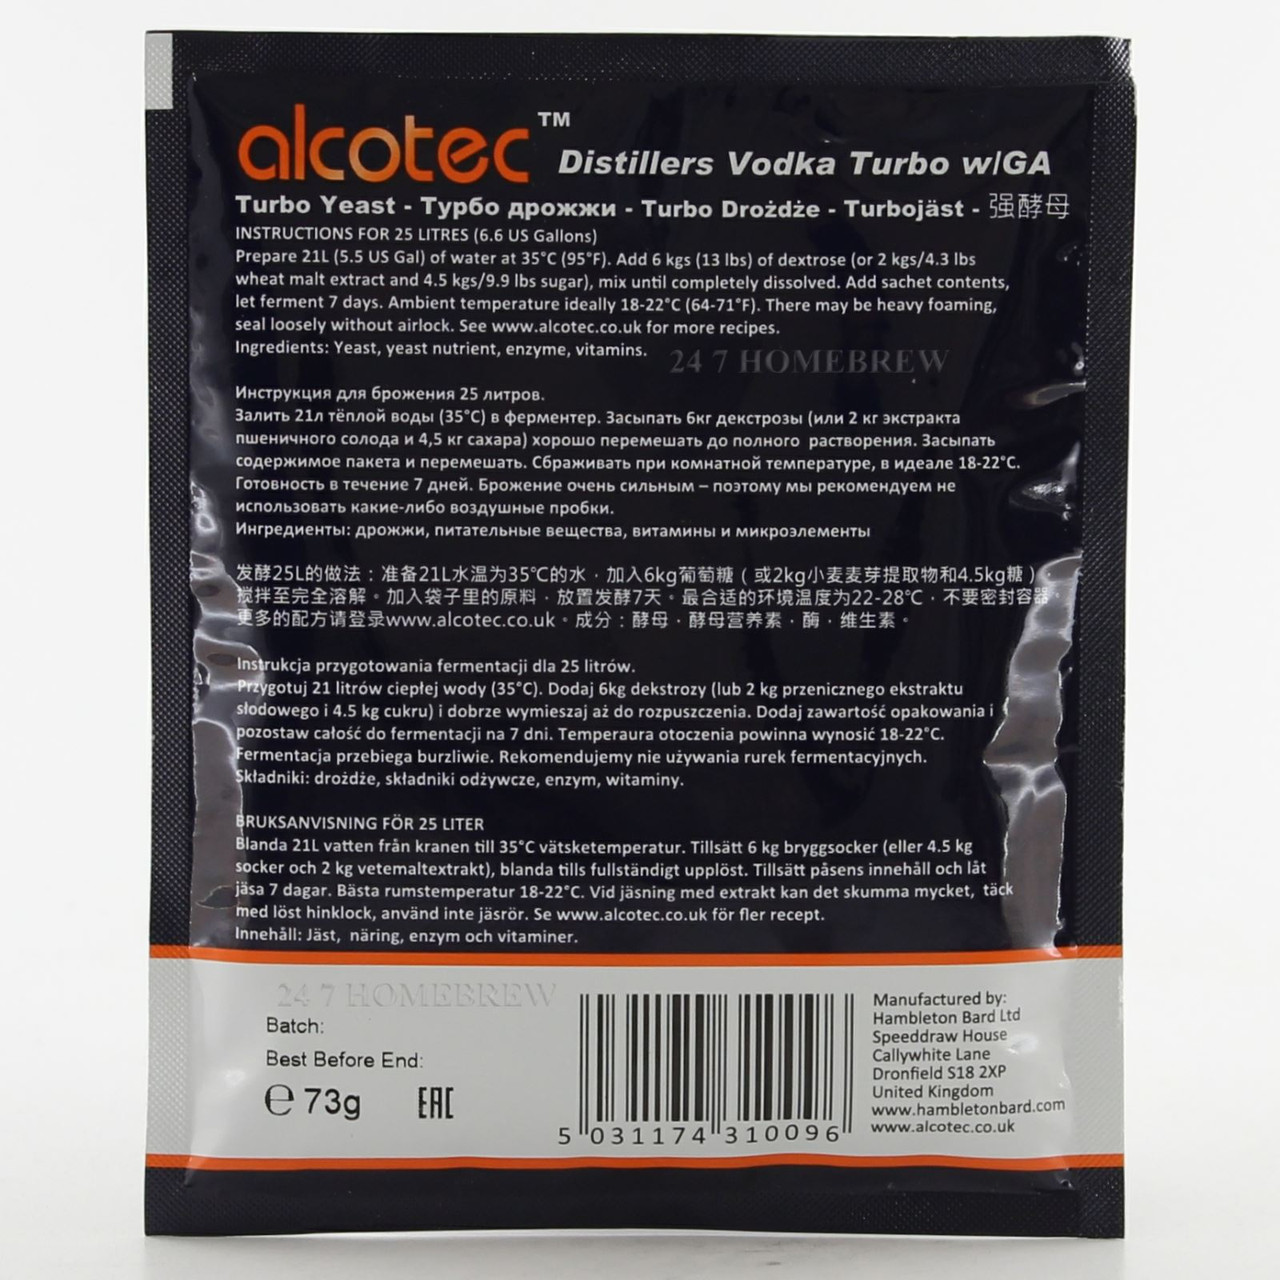 alcotec™
Distillers Vodka Turbo w/GA
Turbo Yeast - Турбо дрожжи - Turbo Drożdże - Turbojäst - 强酵母
INSTRUCTIONS FOR 25 LITRES (6.6 US Gallons)
Prepare 21L (5.5 US Gal) of water at 35°C (95°F). Add 6 kgs (13 lbs) of dextrose (or 2 kgs/4.3 lbs
wheat malt extract and 4.5 kgs/9.9 lbs sugar), mix until completely dissolved. Add sachet contents,
let ferment 7 days. Ambient temperature ideally 18-22°C (64-71°F). There may be heavy foaming,
seal loosely without airlock. See www.alcotec.co.uk for more recipes.
Ingredients: Yeast, yeast nutrient, enzyme, vitamins.
24 7 HOMEBREW
Инструкция для брожения 25 литров.
Залить 21л тёплой воды (35°C) в ферментер. Засыпать 6кг декстрозы (или 2 кг экстракта
пшеничного солода и 4,5 кг сахара) хорошо перемешать до полного растворения. Засыпать
содержимое пакета и перемешать. Сбраживать при комнатной температуре, в идеале 18-22°C.
Готовность в течение 7 дней. Брожение очень сильным – поэтому мы рекомендуем не
использовать какие-либо воздушные пробки.
Ингредиенты: дрожжи, питательные вещества, витамины и микроэлементы
发酵25L的做法：准备21L水温为35℃的水，加入6kg葡萄糖（或2kg小麦麦芽提取物和4.5kg糖），
搅拌至完全溶解。加入袋子里的原料，放置发酵7天。最合适的环境温度为22-28℃，不要密封容器。
更多的配方请登录www.alcotec.co.uk。成分：酵母，酵母营养素，酶，维生素。
Instrukcja przygotowania fermentacji dla 25 litrów.
Przygotuj 21 litrów ciepłej wody (35°C). Dodaj 6kg dekstrozy (lub 2 kg przenicznego ekstraktu
słodowego i 4.5 kg cukru) i dobrze wymieszaj aż do rozpuszczenia. Dodaj zawartość opakowania i
pozostaw całość do fermentacji na 7 dni. Temperaura otoczenia powinna wynosić 18-22°C.
Fermentacja przebiega burzliwie. Rekomendujemy nie używania rurek fermentacyjnych.
Składniki: drożdże, składniki odżywcze, enzym, witaminy.
BRUKSANVISNING FÖR 25 LITER
Blanda 21L vatten från kranen till 35°C vätsketemperatur. Tillsätt 6 kg bryggsocker (eller 4.5 kg
socker och 2 kg vetemaltextrakt), blanda tills fullständigt upplöst. Tillsätt påsens innehåll och låt
jäsa 7 dagar. Bästa rumstemperatur 18-22°C. Vid jäsning med extrakt kan det skumma mycket, täck
med löst hinklock, använd inte jäsrör. Se www.alcotec.co.uk för fler recept.
Innehåll: Jäst, näring, enzym och vitaminer.
24 7 HOMEBREW
Batch:
Best Before End:
℮ 73g EAC
5 031174 310096
Manufactured by:
Hambleton Bard Ltd
Speeddraw House
Callywhite Lane
Dronfield S18 2XP
United Kingdom
www.hambletonbard.com
www.alcotec.co.uk